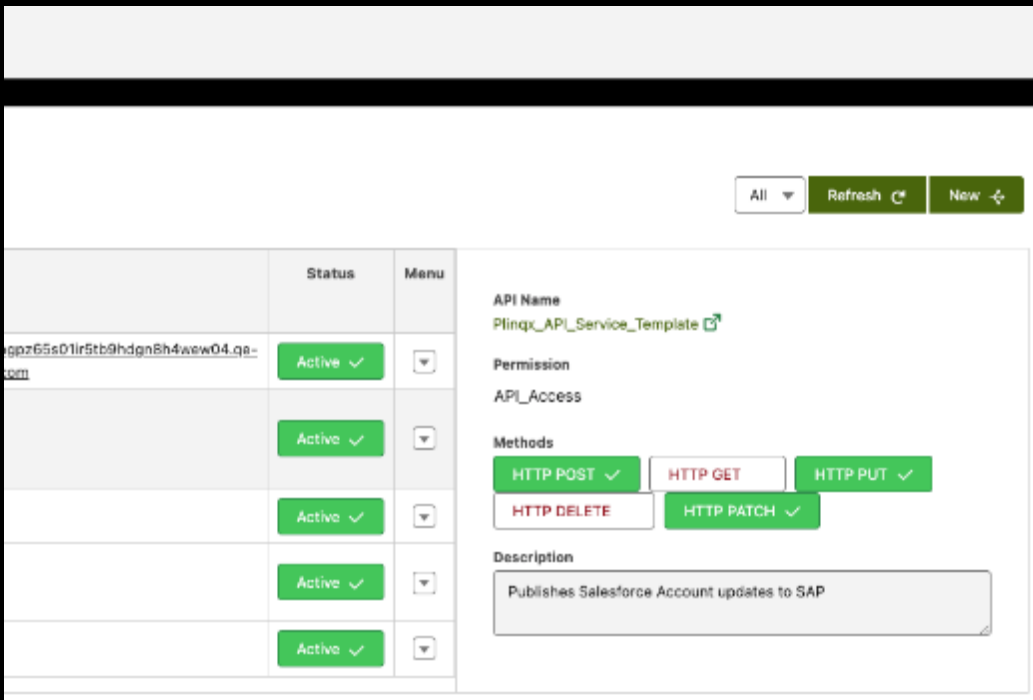 All
Refresh
New
Status
Menu
Active
Active
Active
Active
Active
API Name
Plinqx_API_Service_Template
Permission
API_Access
Methods
HTTP POST HTTP GET HTTP PUT
HTTP DELETE HTTP PATCH
Description
Publishes Salesforce Account updates to SAP